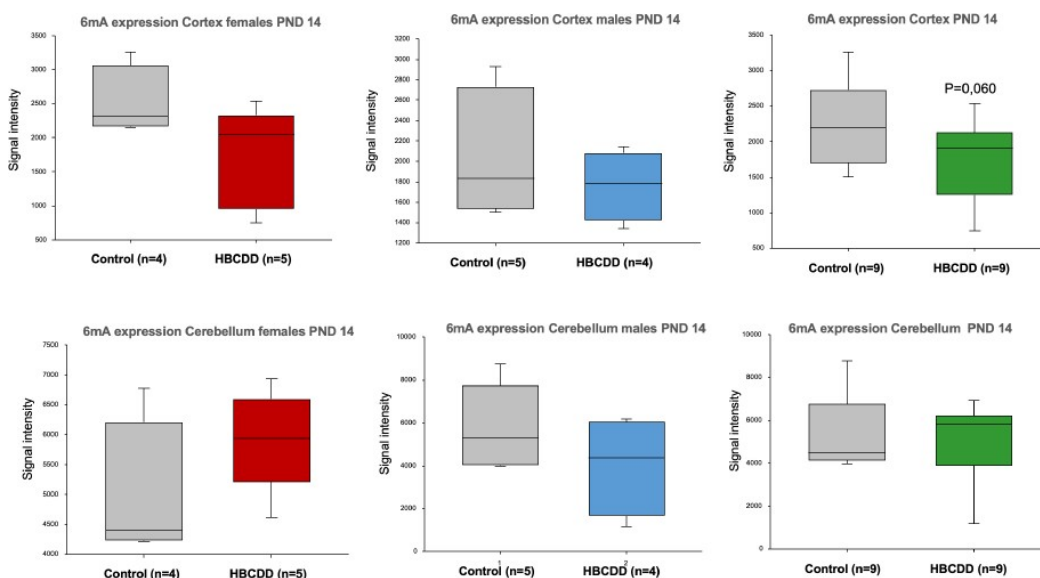 6mA expression Cortex females PND 14
Signal intensity
3500
3000
2500
2000
1500
1000
500
Control (n=4)
HBCDD (n=5)
6mA expression Cortex males PND 14
Signal intensity
3200
3000
2800
2600
2400
2200
2000
1800
1600
1400
1200
Control (n=5)
HBCDD (n=4)
6mA expression Cortex PND 14
Signal intensity
3500
3000
2500
2000
1500
1000
500
P=0,060
Control (n=9)
HBCDD (n=9)
6mA expression Cerebellum females PND 14
Signal intensity
7500
7000
6500
6000
5500
5000
4500
4000
Control (n=4)
HBCDD (n=5)
6mA expression Cerebellum males PND 14
Signal intensity
10000
8000
6000
4000
2000
0
1
2
Control (n=5)
HBCDD (n=4)
6mA expression Cerebellum PND 14
Signal intensity
10000
8000
6000
4000
2000
0
Control (n=9)
HBCDD (n=9)